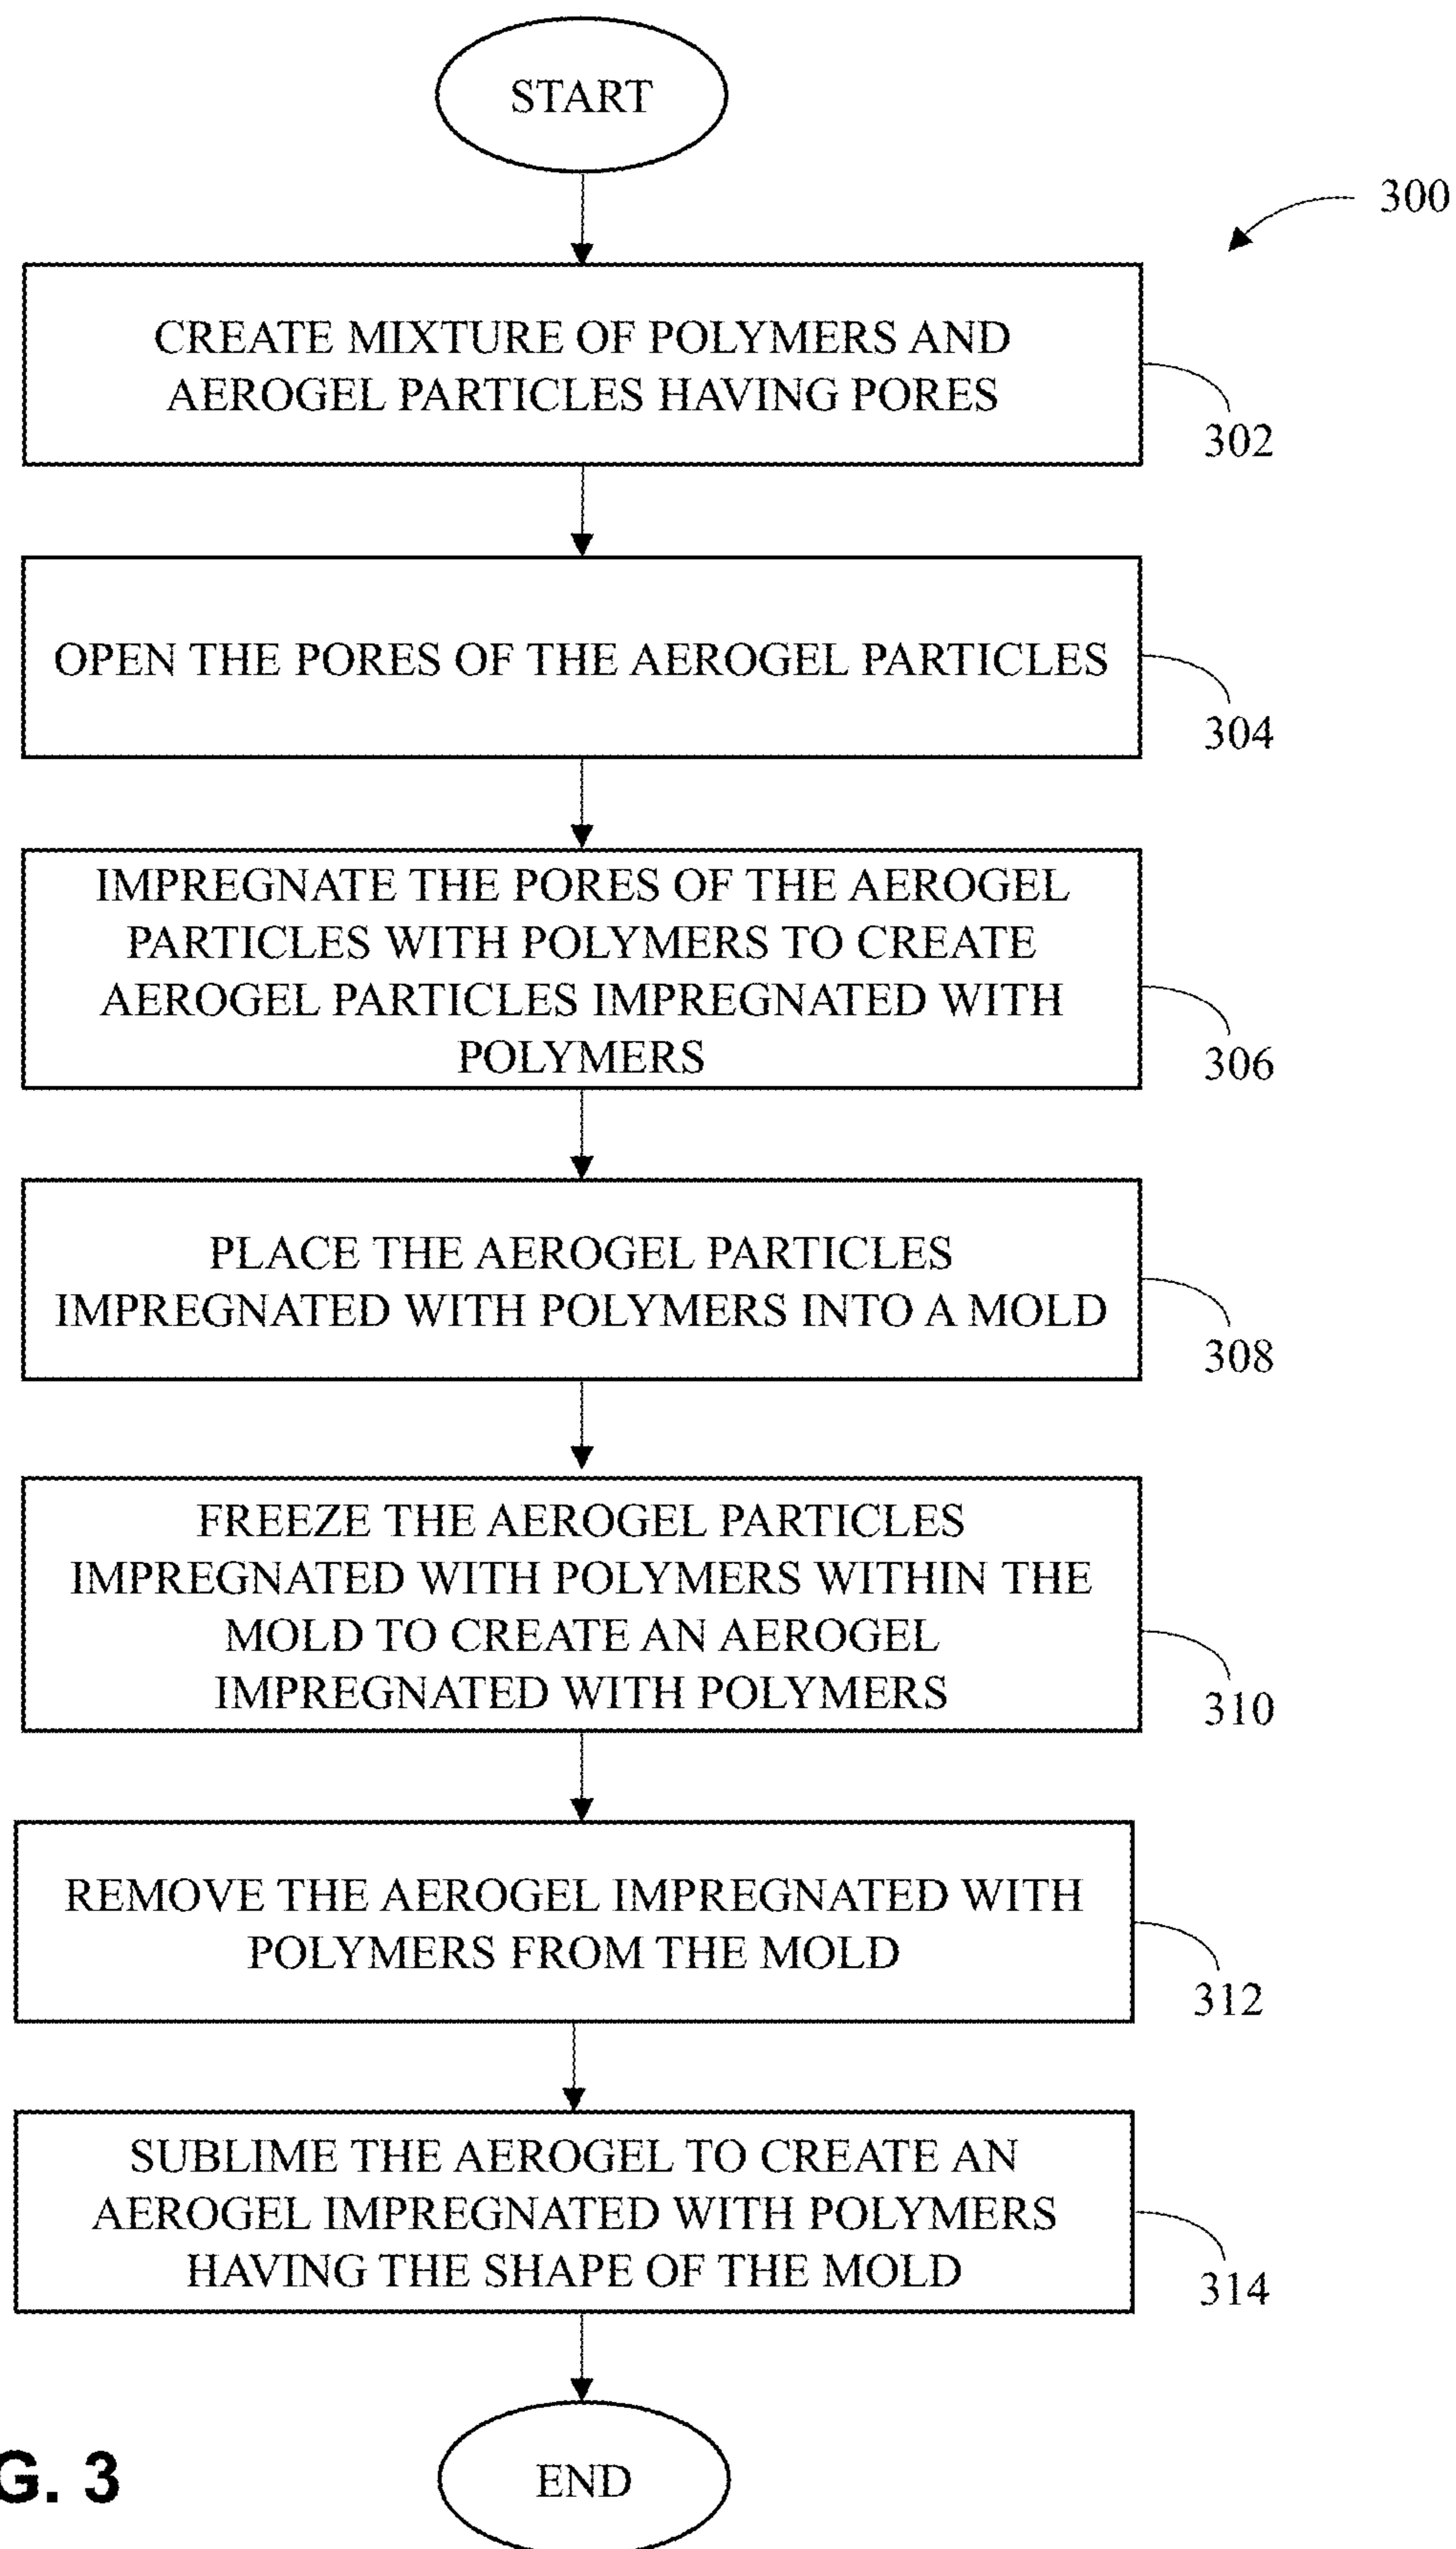 START
300
CREATE MIXTURE OF POLYMERS AND
AEROGEL PARTICLES HAVING PORES
302
OPEN THE PORES OF THE AEROGEL PARTICLES
304
IMPREGNATE THE PORES OF THE AEROGEL
PARTICLES WITH POLYMERS TO CREATE
AEROGEL PARTICLES IMPREGNATED WITH
POLYMERS
306
PLACE THE AEROGEL PARTICLES
IMPREGNATED WITH POLYMERS INTO A MOLD
308
FREEZE THE AEROGEL PARTICLES
IMPREGNATED WITH POLYMERS WITHIN THE
MOLD TO CREATE AN AEROGEL
IMPREGNATED WITH POLYMERS
310
REMOVE THE AEROGEL IMPREGNATED WITH
POLYMERS FROM THE MOLD
312
SUBLIME THE AEROGEL TO CREATE AN
AEROGEL IMPREGNATED WITH POLYMERS
HAVING THE SHAPE OF THE MOLD
314
END
G. 3